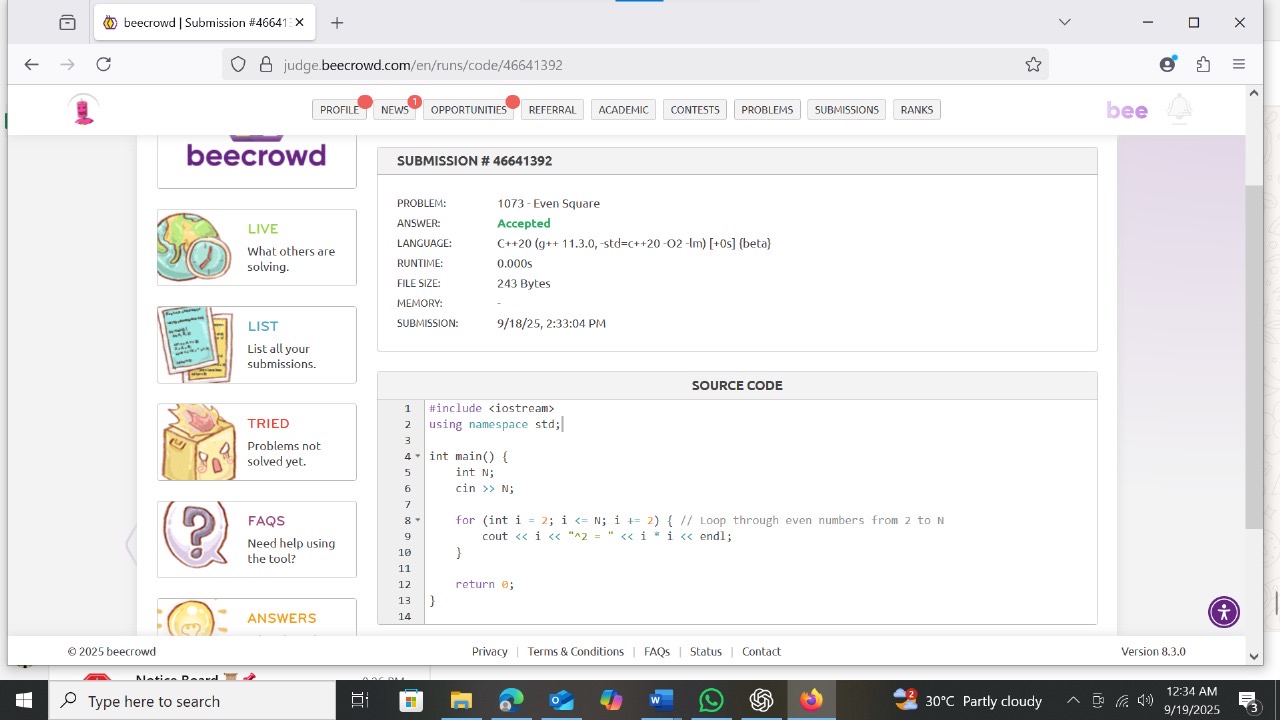 beecrowd | Submission #46641
judge.beecrowd.com/en/runs/code/46641392
PROFILE NEWS 1 OPPORTUNITIES REFERRAL ACADEMIC CONTESTS PROBLEMS SUBMISSIONS RANKS bee
beecrowd
LIVE
What others are
solving.
LIST
List all your
submissions.
TRIED
Problems not
solved yet.
FAQS
Need help using
the tool?
ANSWERS
SUBMISSION # 46641392
PROBLEM: 1073 - Even Square
ANSWER: Accepted
LANGUAGE: C++20 (g++ 11.3.0, -std=c++20 -O2 -lm) [+0s] {beta}
RUNTIME: 0.000s
FILE SIZE: 243 Bytes
MEMORY: -
SUBMISSION: 9/18/25, 2:33:04 PM
SOURCE CODE
1 #include <iostream>
2 using namespace std;
3
4 int main() {
5 int N;
6 cin >> N;
7
8 for (int i = 2; i <= N; i += 2) { // Loop through even numbers from 2 to N
9 cout << i << "^2 = " << i * i << endl;
10 }
11
12 return 0;
13 }
14
© 2025 beecrowd Privacy | Terms & Conditions | FAQs | Status | Contact Version 8.3.0
Notice Board
Type here to search
2 30°C Partly cloudy
12:34 AM
9/19/2025
3